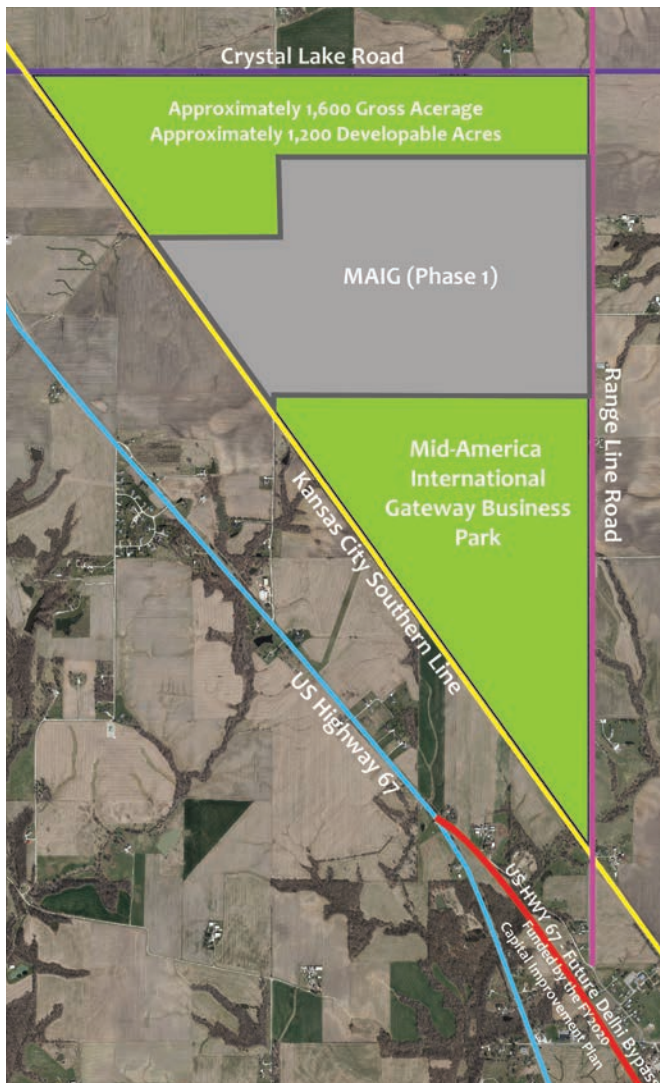 Crystal Lake Road
Approximately 1,600 Gross Acerage
Approximately 1,200 Developable Acres
MAIG (Phase 1)
Range Line Road
Mid-America
International
Gateway Business
Park
Kansas City Southern Line
US Highway 67
US HWY 67 - Future Delhi Bypass
Funded by the FY2020
Capital Improvement Plan